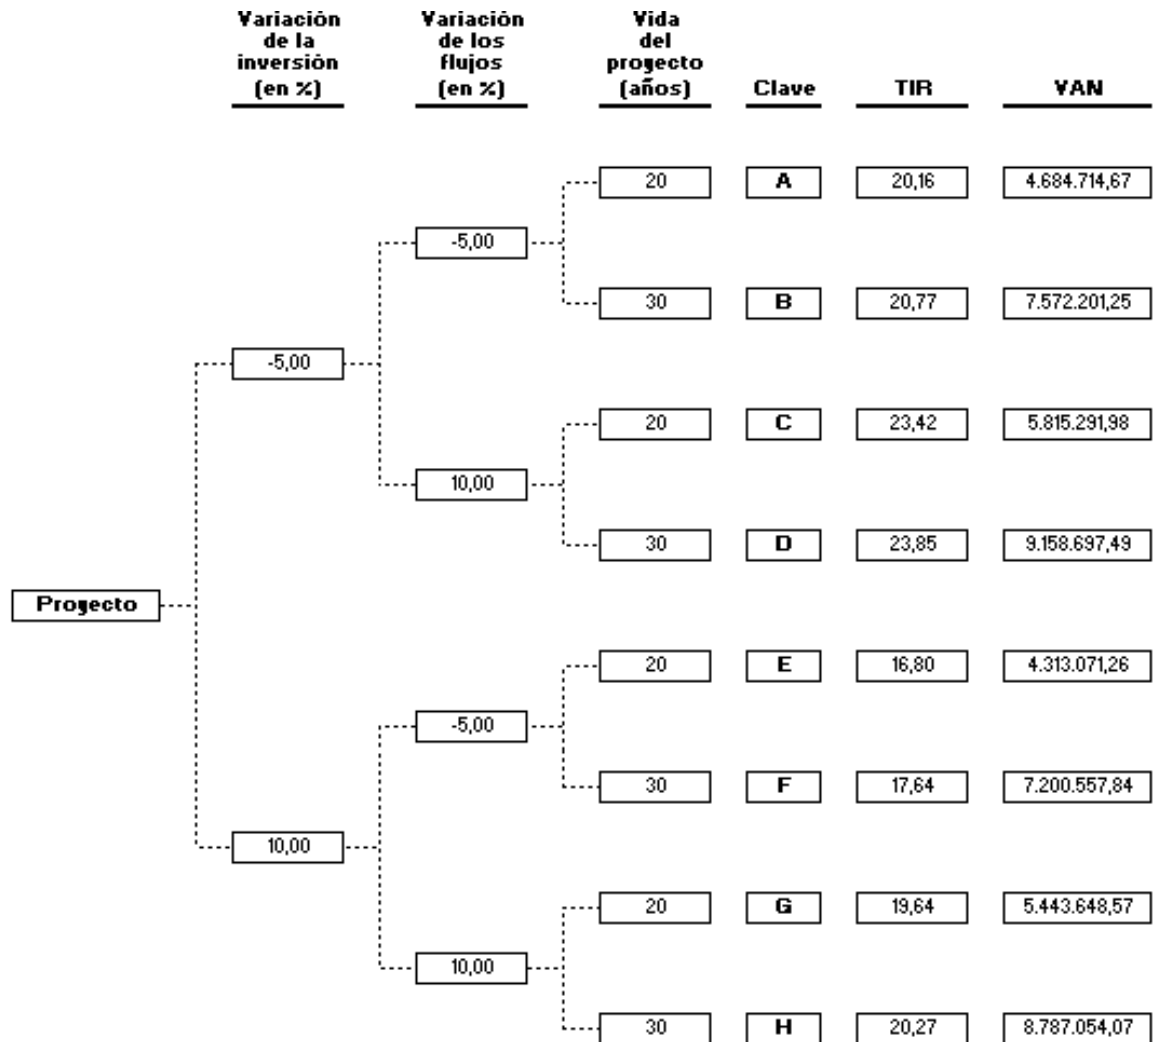 Variación
de la
inversión
(en %)
Variación
de los
flujos
(en %)
Vida
del
proyecto
(años)
Clave
TIR
VAN
20
A
20,16
4.684.714,67
-5,00
30
B
20,77
7.572.201,25
-5,00
20
C
23,42
5.815.291,98
10,00
30
D
23,85
9.158.697,49
Proyecto
20
E
16,80
4.313.071,26
-5,00
30
F
17,64
7.200.557,84
10,00
20
G
19,64
5.443.648,57
10,00
30
H
20,27
8.787.054,07